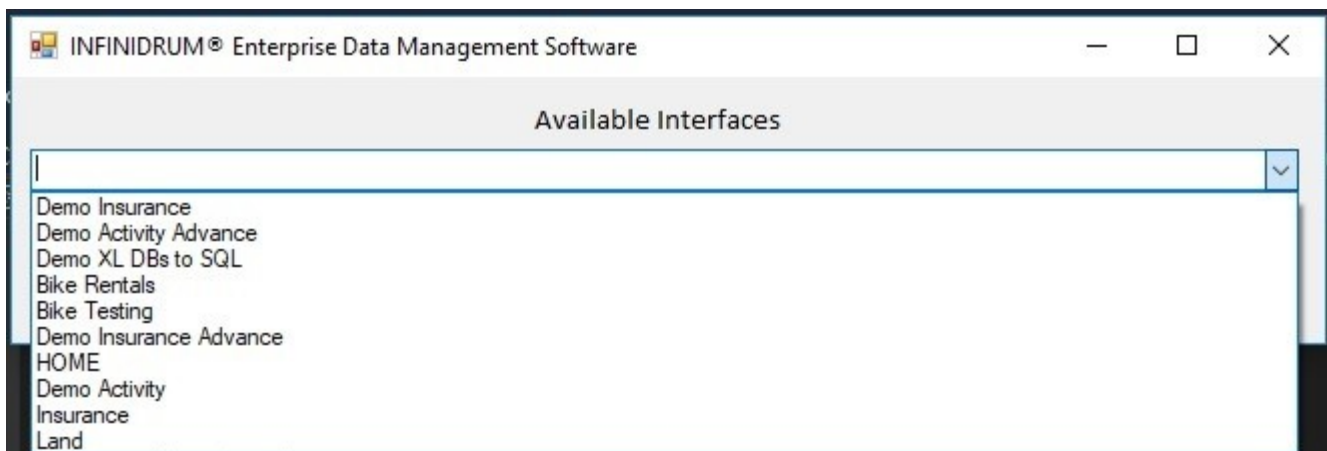 INFINIDRUM® Enterprise Data Management Software
Available Interfaces
Demo Insurance
Demo Activity Advance
Demo XL DBs to SQL
Bike Rentals
Bike Testing
Demo Insurance Advance
HOME
Demo Activity
Insurance
Land